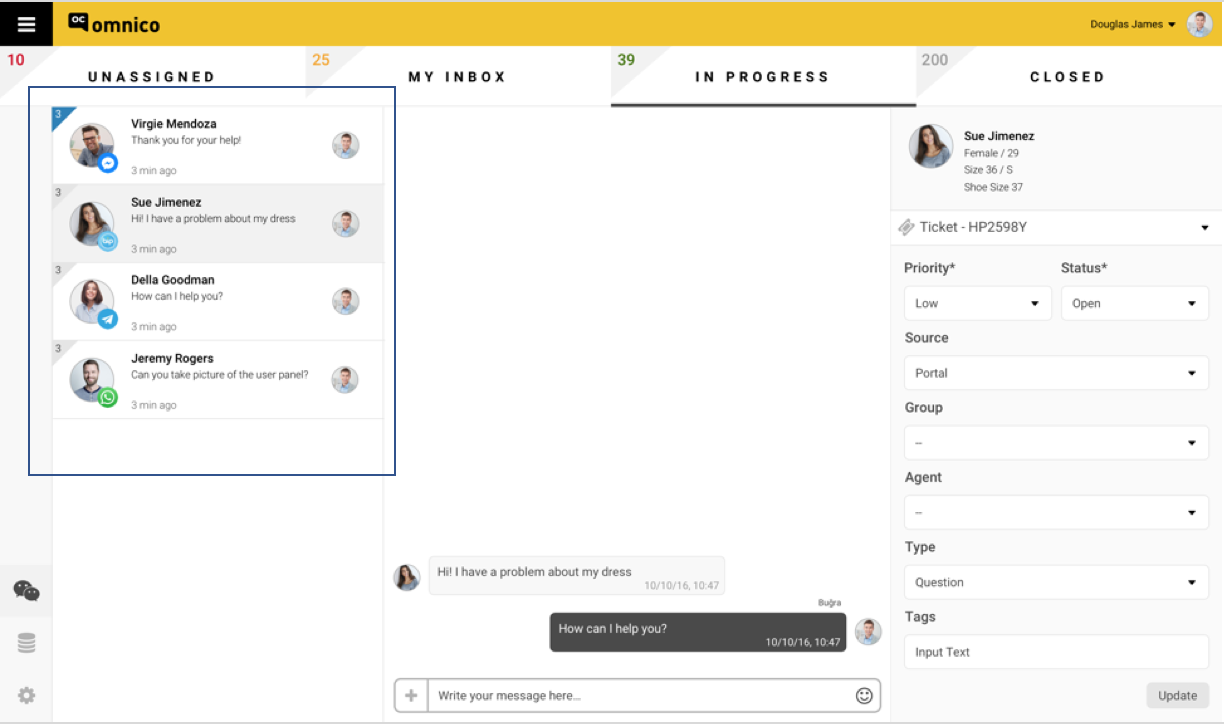 oc omnico
Douglas James
10
UNASSIGNED
25
MY INBOX
39
IN PROGRESS
200
CLOSED
3
Virgie Mendoza
Thank you for your help!
3 min ago
3
Sue Jimenez
Hi! I have a problem about my dress
bip
3 min ago
3
Della Goodman
How can I help you?
3 min ago
3
Jeremy Rogers
Can you take picture of the user panel?
3 min ago
Hi! I have a problem about my dress
10/10/16, 10:47
Buğra
How can I help you?
10/10/16, 10:47
Write your message here...
Sue Jimenez
Female / 29
Size 36 / S
Shoe Size 37
Ticket - HP2598Y
Priority* Status*
Low Open
Source
Portal
Group
--
Agent
--
Type
Question
Tags
Input Text
Update